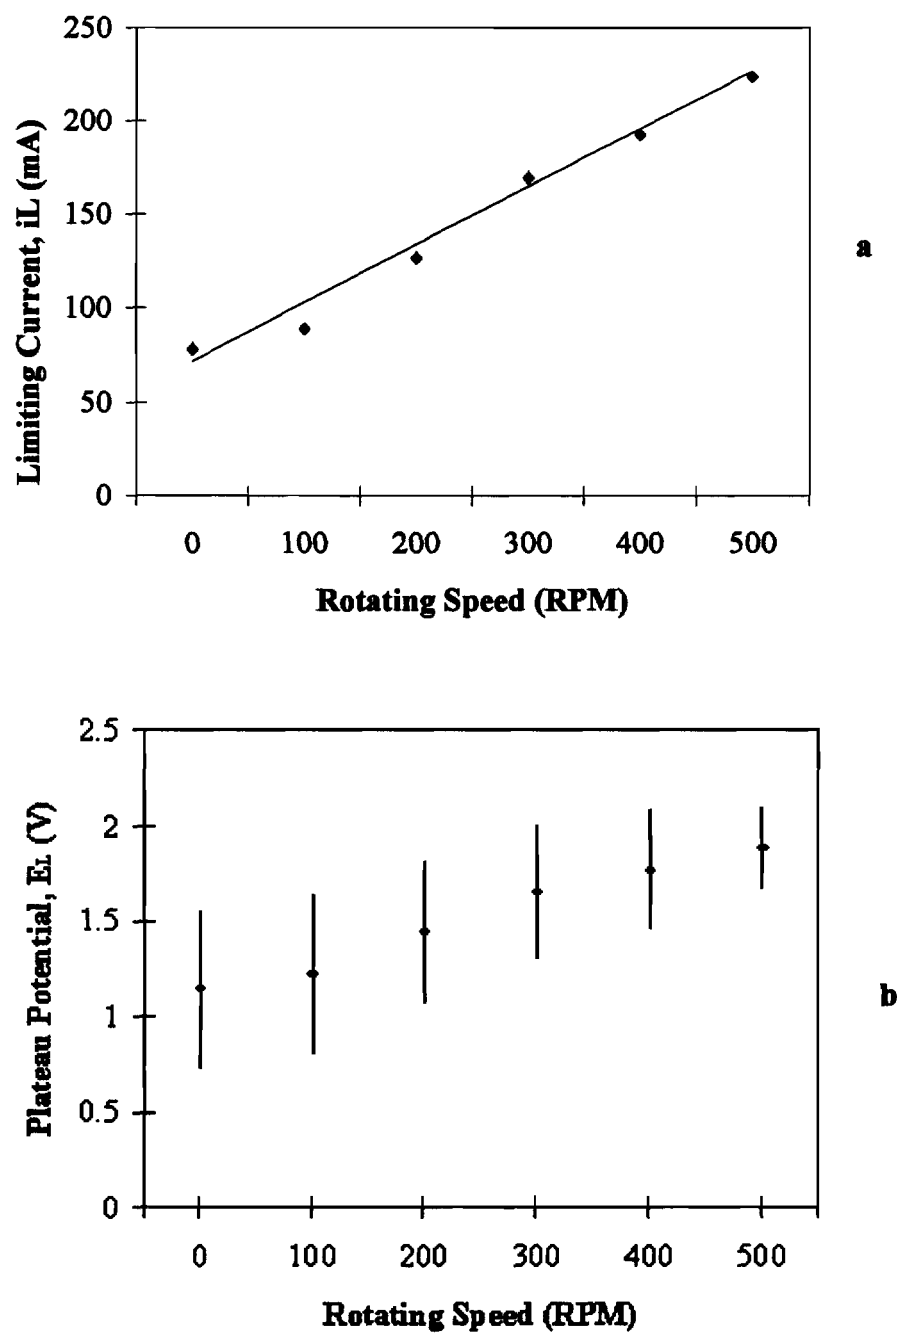 250
200
150
100
50
0
Limiting Current, iL (mA)
0 100 200 300 400 500
Rotating Speed (RPM)
a
2.5
2
1.5
1
0.5
0
Plateau Potential, EL (V)
0 100 200 300 400 500
Rotating Speed (RPM)
b